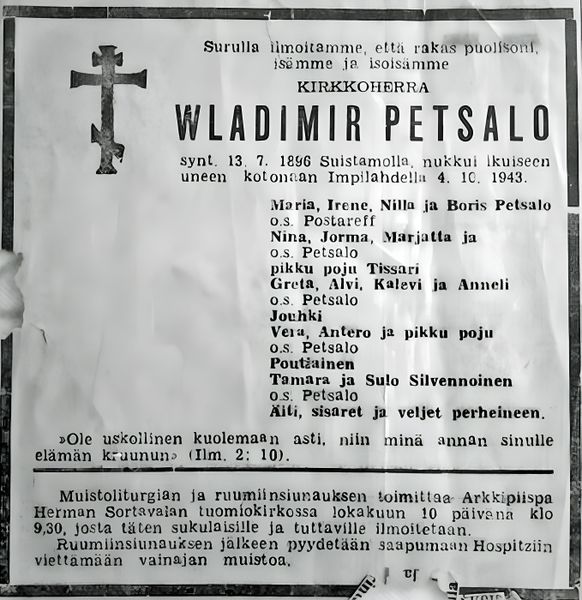 Surulla ilmoitamme, että rakas puolisoni,
isämme ja isoisämme
KIRKKOHERRA
WLADIMIR PETSALO
synt. 13. 7. 1896 Suistamolla, nukkui ikuiseen
uneen kotonaan Impilahdella 4. 10. 1943.
Maria, Irene, Nilla ja Boris Petsalo
o.s. Postareff
Nina, Jorma, Marjatta ja
o.s. Petsalo
pikku poju Tissari
Greta, Alvi, Kalevi ja Anneli
o.s. Petsalo
Jouhki
Vera, Antero ja pikku poju
o.s. Petsalo
Poutiainen
Tamara ja Sulo Silvennoinen
o.s. Petsalo
Äiti, sisaret ja veljet perheineen.
»Ole uskollinen kuolemaan asti, niin minä annan sinulle
elämän kruunun» (Ilm. 2: 10).
Muistoliturgian ja ruumiinsiunauksen toimittaa Arkkipiispa
Herman Sortavalan tuomiokirkossa lokakuun 10 päivänä klo
9,30, josta täten sukulaisille ja tuttaville ilmoitetaan.
Ruumiinsiunauksen jälkeen pyydetään saapumaan Hospitziin
viettämään vainajan muistoa.